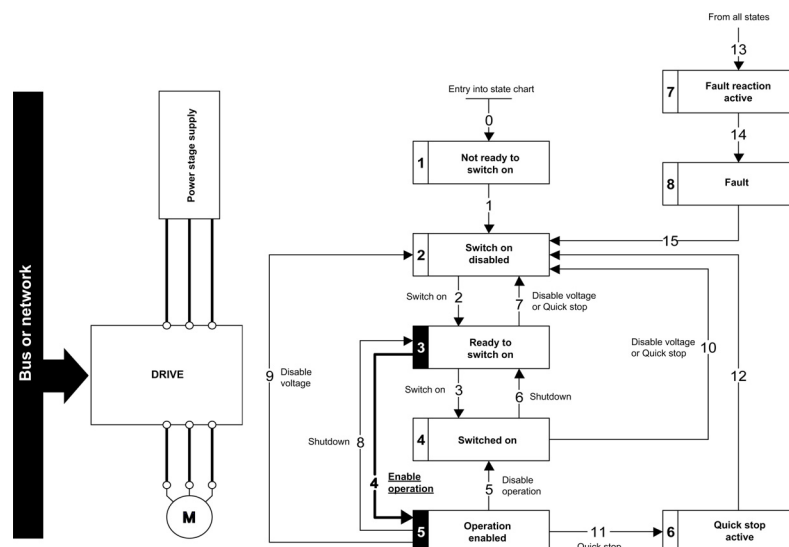 From all states
13
7
Fault reaction
active
14
8
Fault
15
Entry into state chart
0
1
Not ready to
switch on
1
2
Switch on
disabled
Switch on
2
7
Disable voltage
or Quick stop
3
Ready to
switch on
Switch on
3
6
Shutdown
4
Switched on
Disable voltage
or Quick stop
10
12
9
Disable
voltage
Shutdown
8
4
Enable
operation
5
Disable
operation
5
Operation
enabled
11
Quick stop
6
Quick stop
active
Bus or network
Power stage supply
DRIVE
M